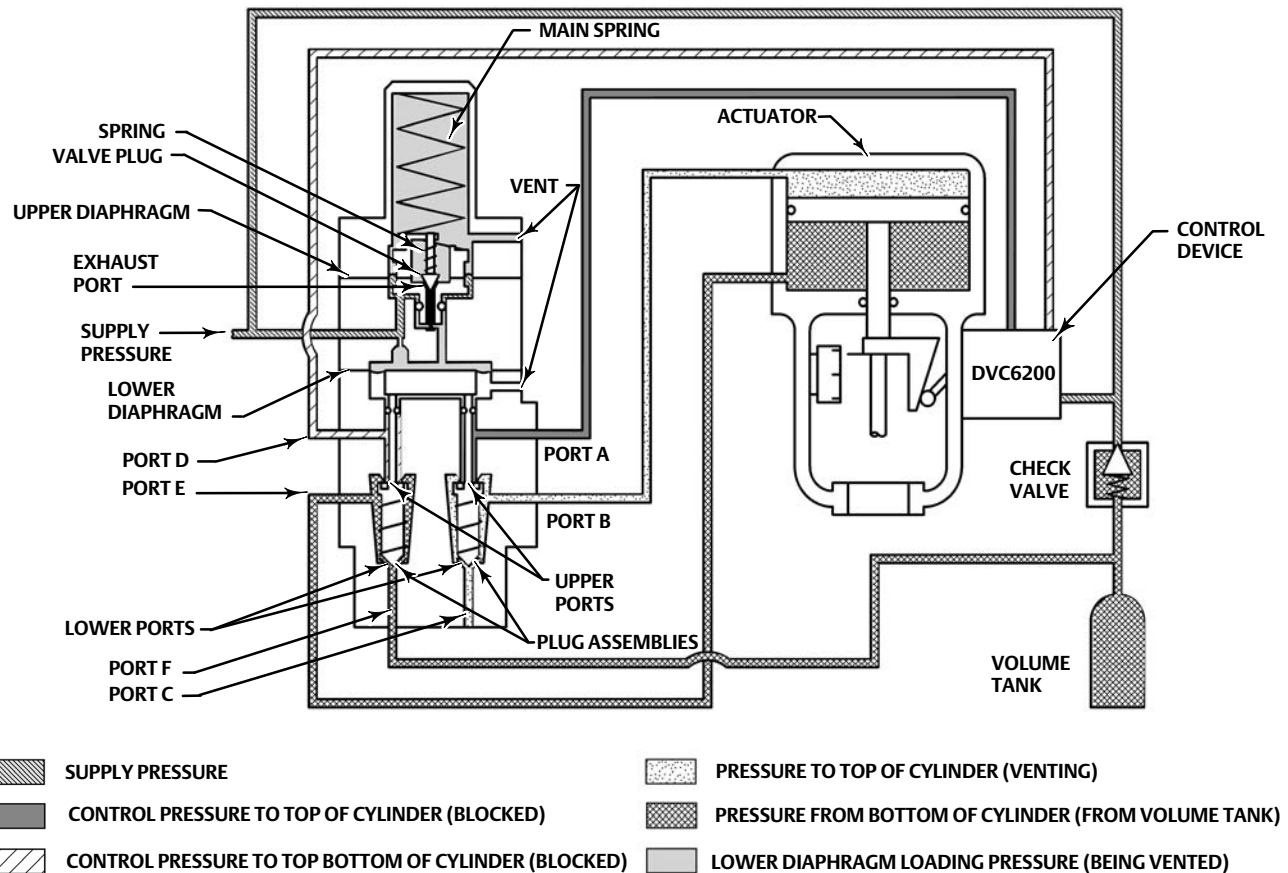 MAIN SPRING
ACTUATOR
SPRING
VALVE PLUG
VENT
UPPER DIAPHRAGM
CONTROL
DEVICE
EXHAUST
PORT
SUPPLY
PRESSURE
DVC6200
LOWER
DIAPHRAGM
PORT D
PORT A
CHECK
VALVE
PORT E
PORT B
UPPER
PORTS
LOWER PORTS
PLUG ASSEMBLIES
PORT F
VOLUME
TANK
PORT C
SUPPLY PRESSURE
PRESSURE TO TOP OF CYLINDER (VENTING)
CONTROL PRESSURE TO TOP OF CYLINDER (BLOCKED)
PRESSURE FROM BOTTOM OF CYLINDER (FROM VOLUME TANK)
CONTROL PRESSURE TO TOP BOTTOM OF CYLINDER (BLOCKED)
LOWER DIAPHRAGM LOADING PRESSURE (BEING VENTED)